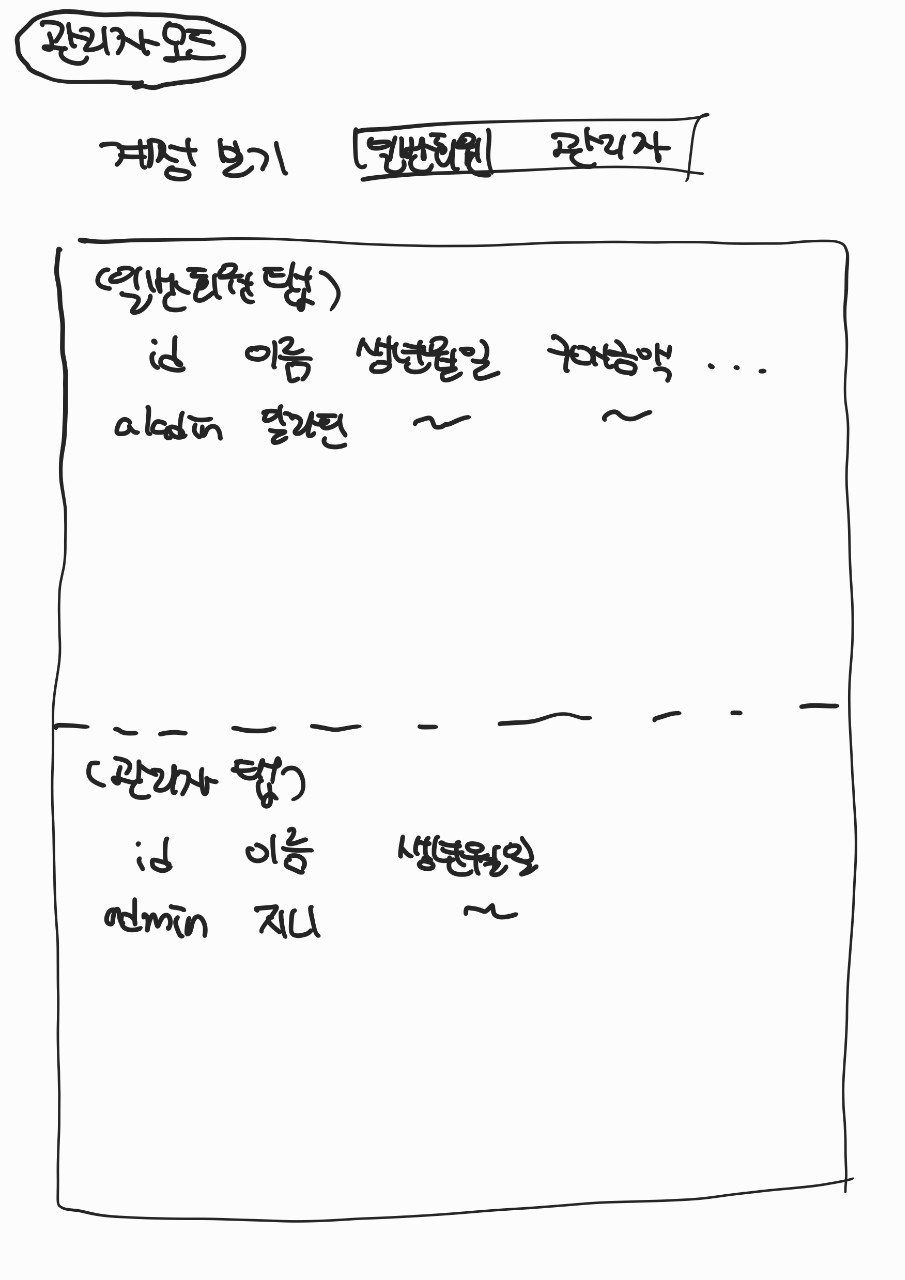 관리자 모드
계정 보기 일반회원 관리자
(일반회원 탭)
id 이름 생년월일 구매금액 ...
aladin 알라딘 ~ ~
(관리자 탭)
id 이름 생년월일
admin 지니 ~